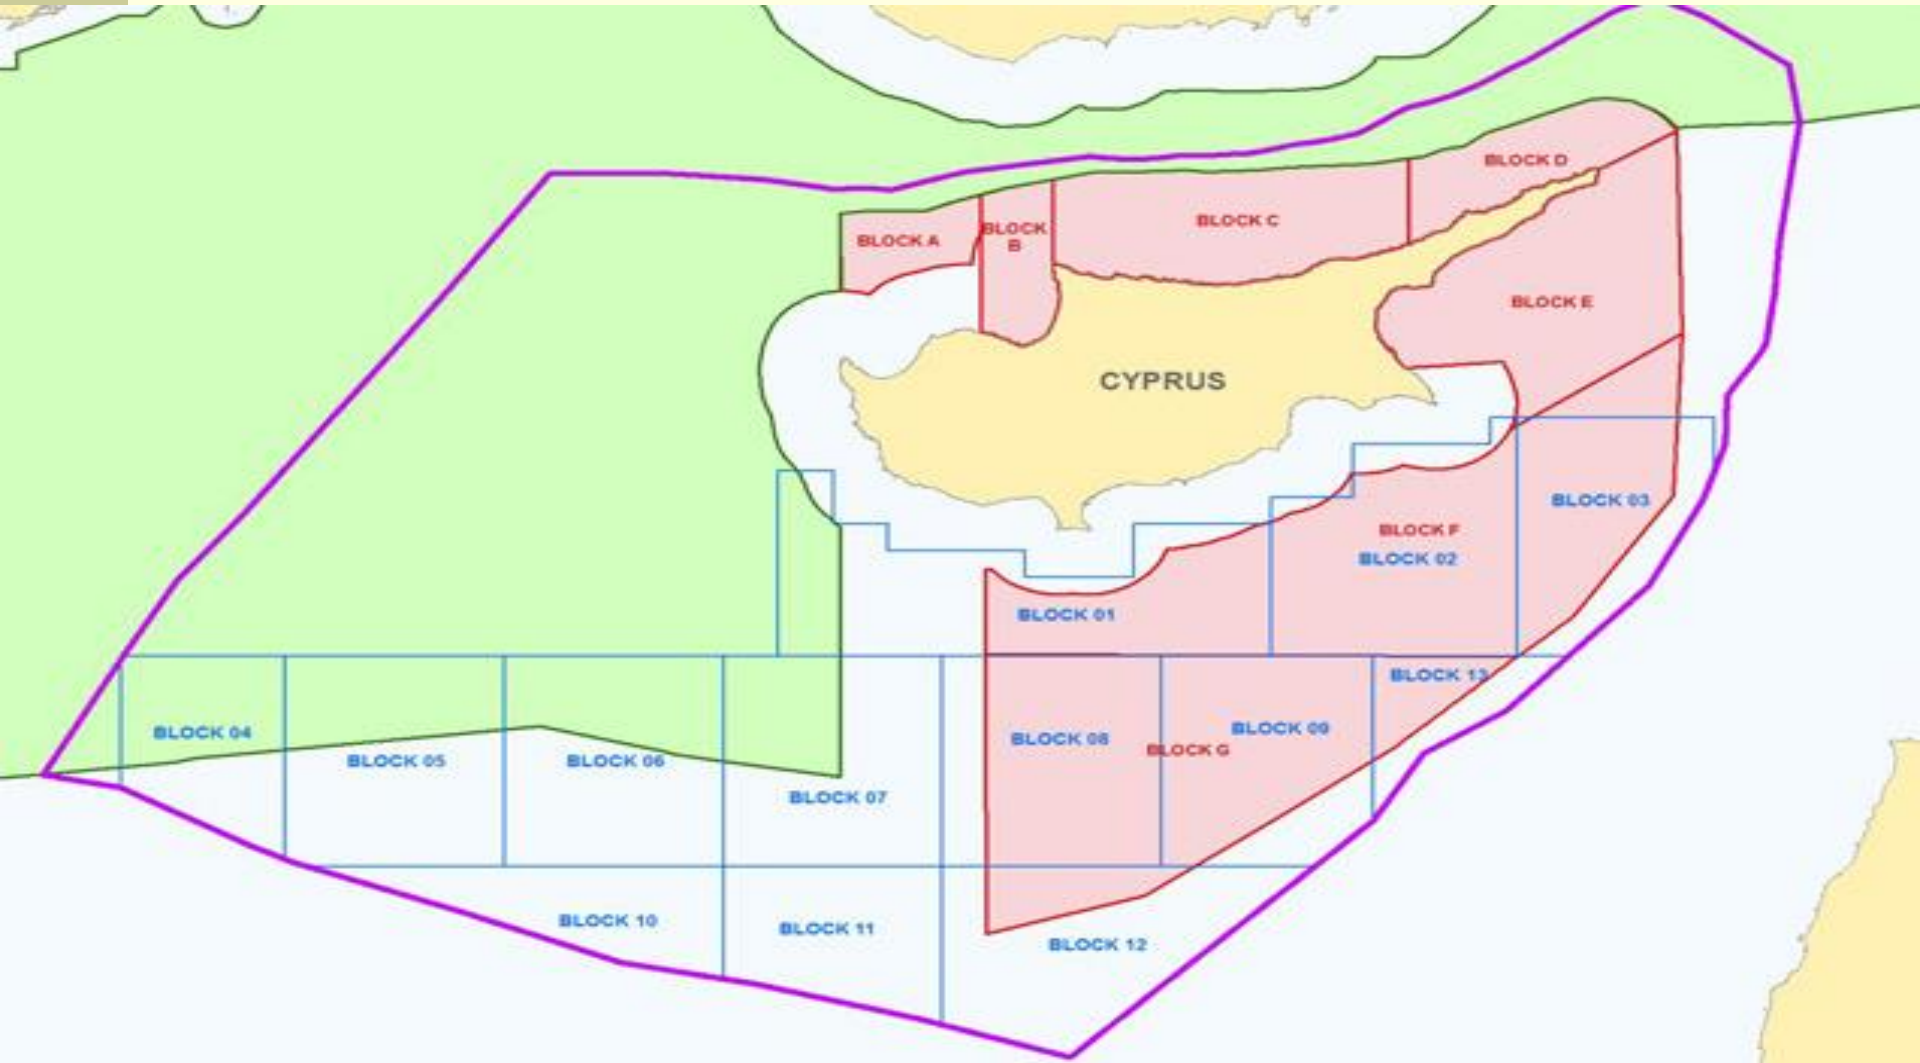 BLOCK D
BLOCK C
BLOCK
B
BLOCK A
BLOCK E
CYPRUS
BLOCK 03
BLOCK F
BLOCK 02
BLOCK 01
BLOCK 13
BLOCK 04
BLOCK 05
BLOCK 06
BLOCK 07
BLOCK 08
BLOCK 09
BLOCK G
BLOCK 10
BLOCK 11
BLOCK 12